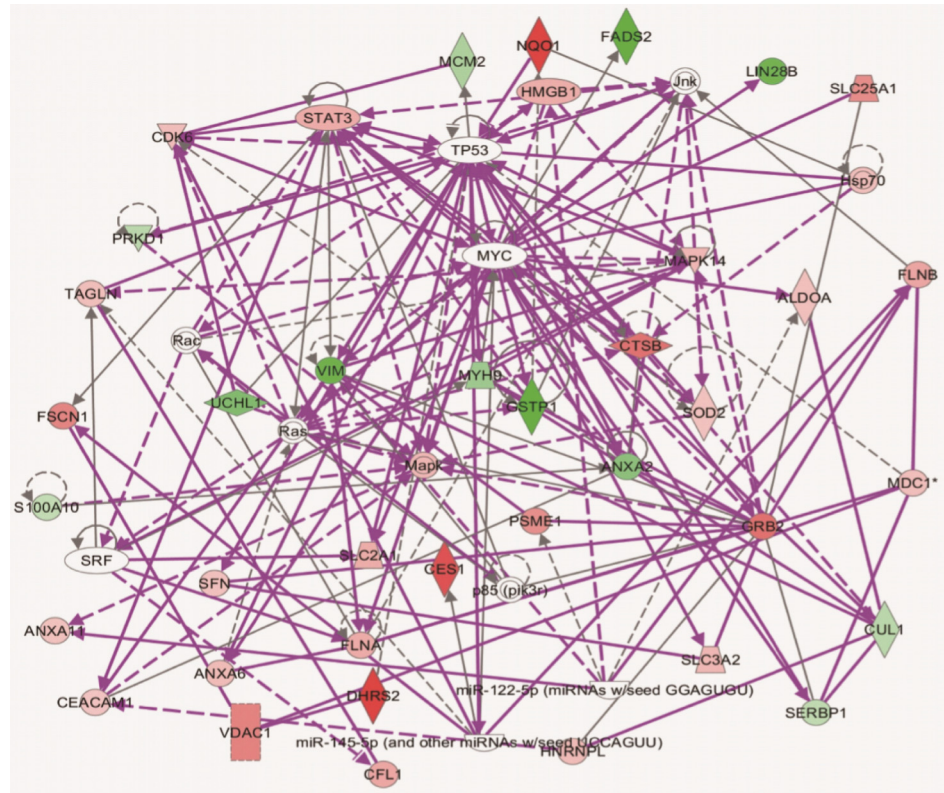 FADS2
NQO1
MCM2
LIN28B
Jnk
HMGB1
SLC25A1
STAT3
CDK6
TP53
Hsp70
PRKD1
MYC
MAPK14
FLNB
TAGLN
ALDOA
Rac
CTSB
VIM
MYH9
UCHL1
GSTP1
SOD2
FSCN1
Ras
Mapk
ANXA2
MDC1*
S100A10
PSME1
GRB2
SRF
SLC2A1
CES1
SFN
p85 (pik3r)
ANXA11
CUL1
FLNA
SLC3A2
ANXA6
miR-122-5p (miRNAs w/seed GGAGUGU)
CEACAM1
DHRS2
SERBP1
VDAC1
miR-145-5p (and other miRNAs w/seed UCCAGUU)
HNRNPL
CFL1